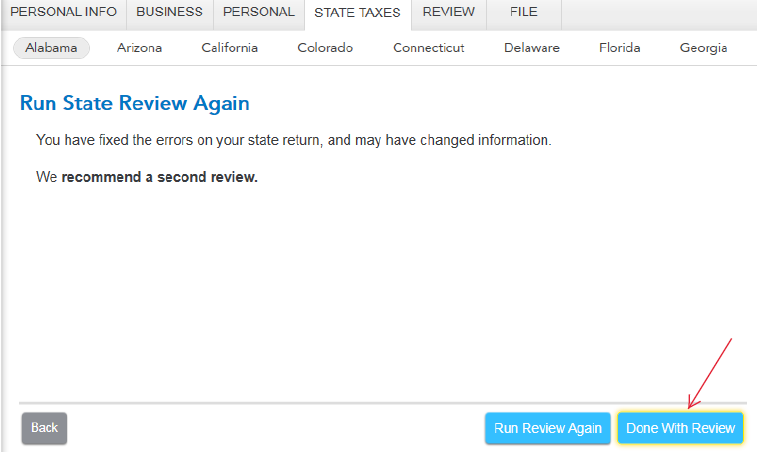 PERSONAL INFO BUSINESS PERSONAL STATE TAXES REVIEW FILE
Alabama Arizona California Colorado Connecticut Delaware Florida Georgia
Run State Review Again
You have fixed the errors on your state return, and may have changed information.
We recommend a second review.
Back Run Review Again Done With Review